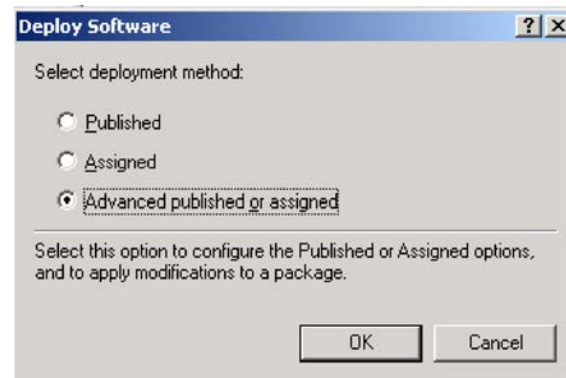 Deploy Software
Select deployment method:
Published
Assigned
Advanced published or assigned
Select this option to configure the Published or Assigned options,
and to apply modifications to a package.
OK
Cancel